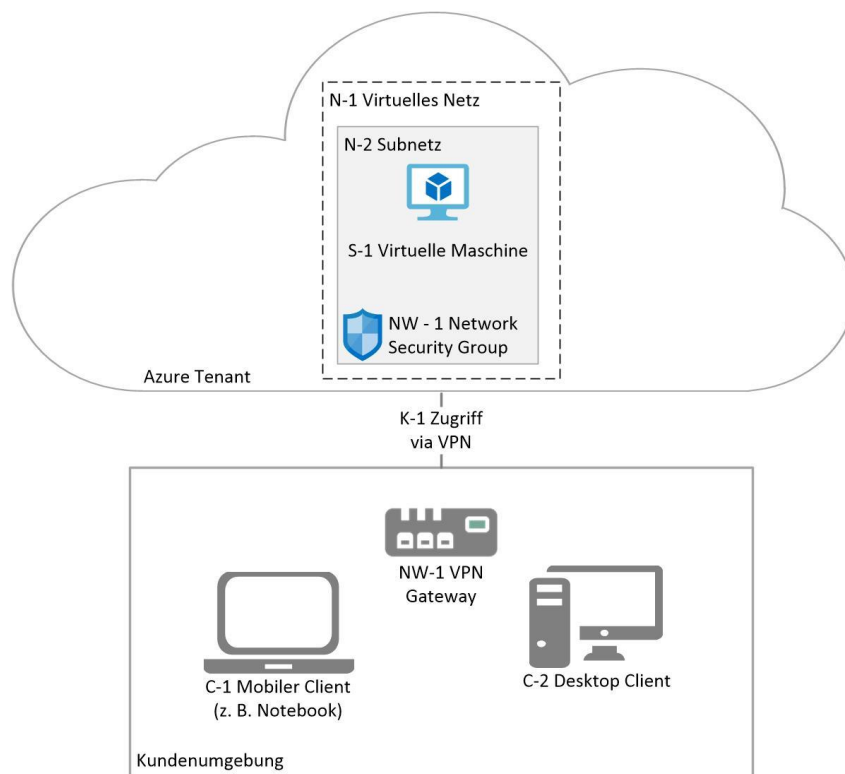 N-1 Virtuelles Netz
N-2 Subnetz
S-1 Virtuelle Maschine
NW - 1 Network
Security Group
Azure Tenant
K-1 Zugriff
via VPN
NW-1 VPN
Gateway
C-1 Mobiler Client
(z. B. Notebook)
C-2 Desktop Client
Kundenumgebung